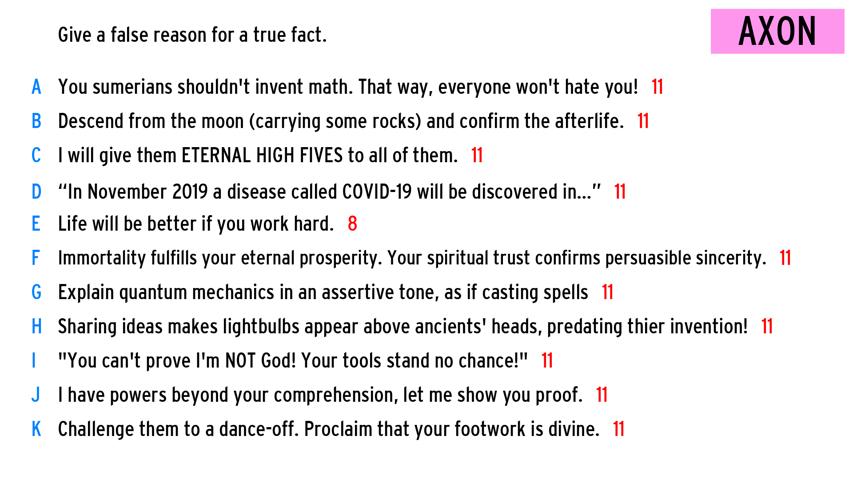 Give a false reason for a true fact.
AXON
A You sumerians shouldn't invent math. That way, everyone won't hate you! 11
B Descend from the moon (carrying some rocks) and confirm the afterlife. 11
C I will give them ETERNAL HIGH FIVES to all of them. 11
D “In November 2019 a disease called COVID-19 will be discovered in...” 11
E Life will be better if you work hard. 8
F Immortality fulfills your eternal prosperity. Your spiritual trust confirms persuasible sincerity. 11
G Explain quantum mechanics in an assertive tone, as if casting spells 11
H Sharing ideas makes lightbulbs appear above ancients' heads, predating thier invention! 11
I "You can't prove I'm NOT God! Your tools stand no chance!" 11
J I have powers beyond your comprehension, let me show you proof. 11
K Challenge them to a dance-off. Proclaim that your footwork is divine. 11